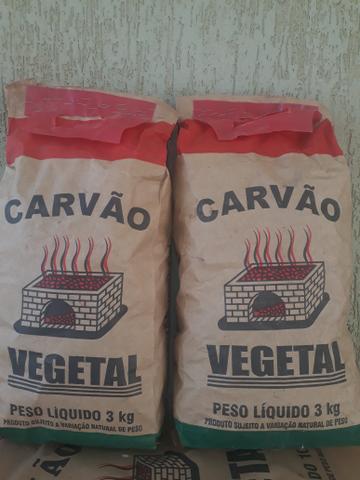 CARVÃO
VEGETAL
PESO LÍQUIDO 3 kg
PRODUTO SUJEITO A VARIAÇÃO NATURAL DE PESO
CARVÃO
VEGETAL
PESO LÍQUIDO 3 kg
PRODUTO SUJEITO A VARIAÇÃO NATURAL DE PESO